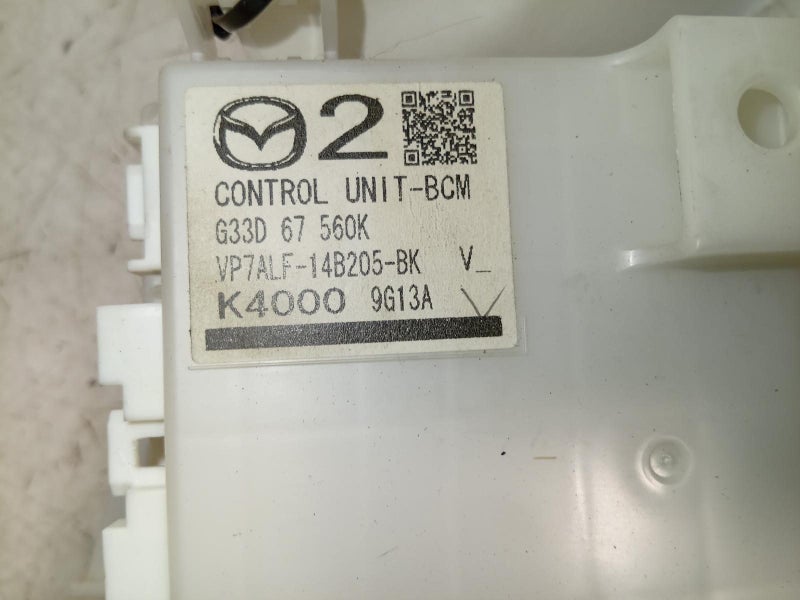 2
CONTROL UNIT-BCM
G33D 67 560K
VP7ALF-14B205-BK V_
K4000 9G13A